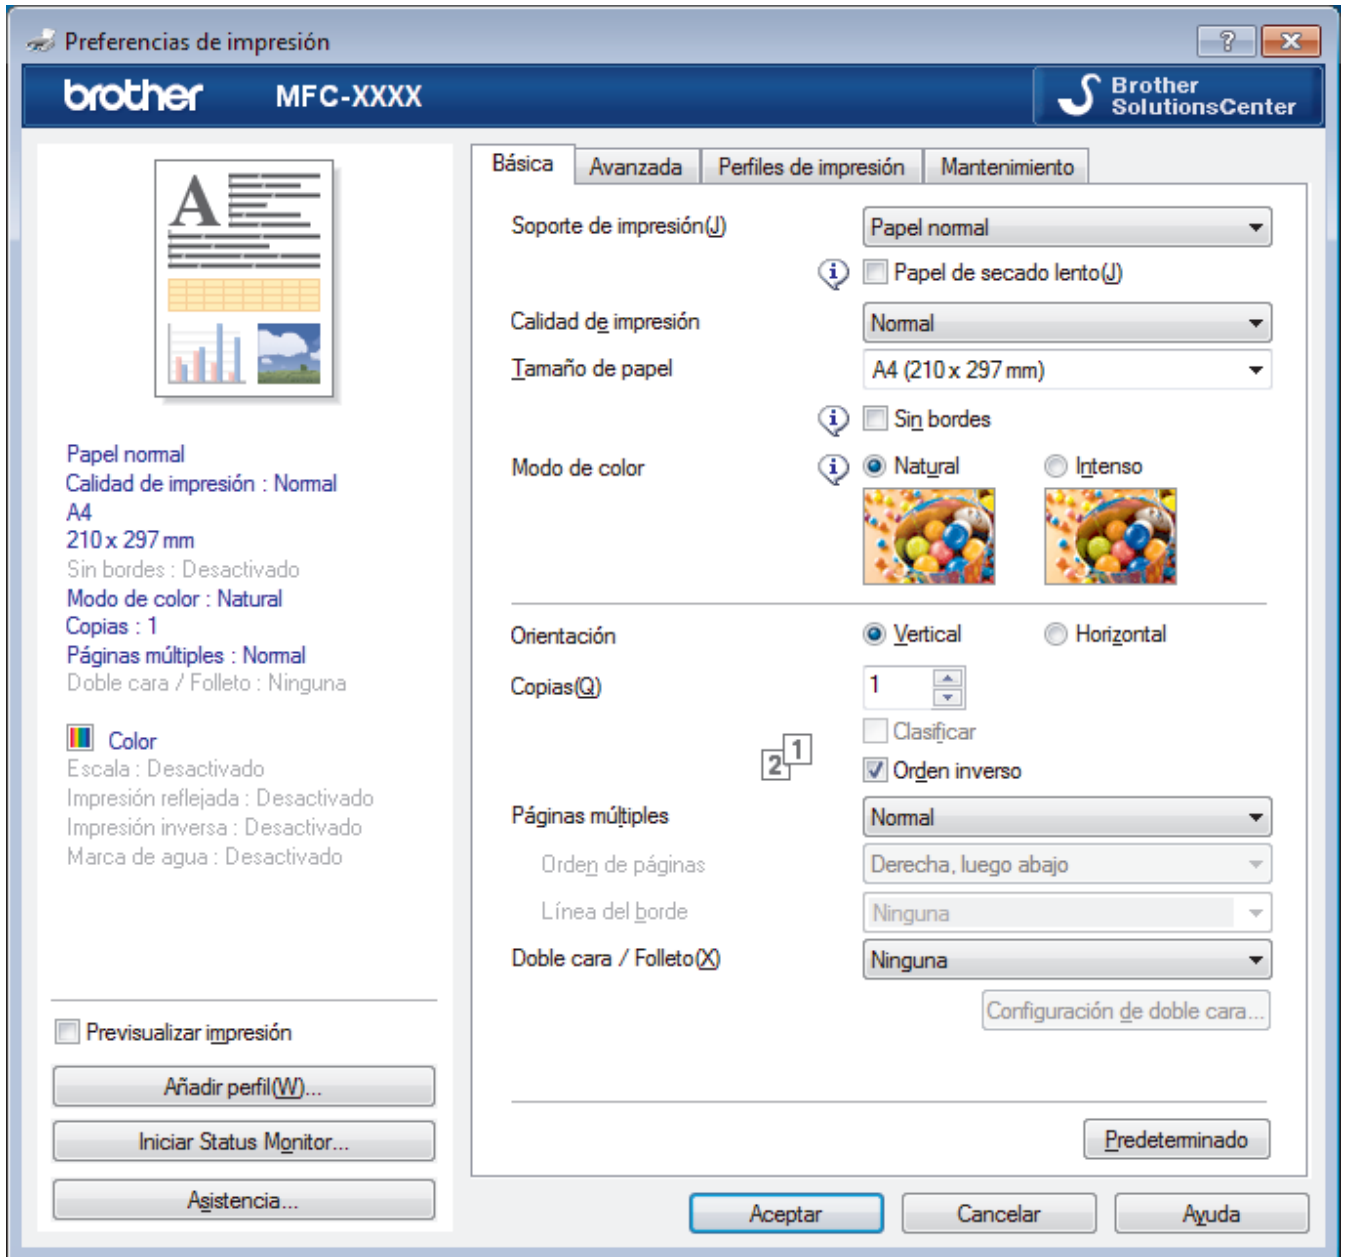 Preferencias de impresión
brother MFC-XXXX
Brother
SolutionsCenter
Básica Avanzada Perfiles de impresión Mantenimiento
A
Papel normal
Calidad de impresión : Normal
A4
210 x 297 mm
Sin bordes : Desactivado
Modo de color : Natural
Copias : 1
Páginas múltiples : Normal
Doble cara / Folleto : Ninguna
Color
Escala : Desactivado
Impresión reflejada : Desactivado
Impresión inversa : Desactivado
Marca de agua : Desactivado
Previsualizar impresión
Añadir perfil(W)...
Iniciar Status Monitor...
Asistencia...
Soporte de impresión(J) Papel normal
Papel de secado lento(J)
Calidad de impresión Normal
Tamaño de papel A4 (210 x 297 mm)
Sin bordes
Modo de color Natural Intenso
Orientación Vertical Horizontal
Copias(Q) 1
Clasificar
2 1 Orden inverso
Páginas múltiples Normal
Orden de páginas Derecha, luego abajo
Línea del borde Ninguna
Doble cara / Folleto(X) Ninguna
Configuración de doble cara...
Predeterminado
Aceptar Cancelar Ayuda